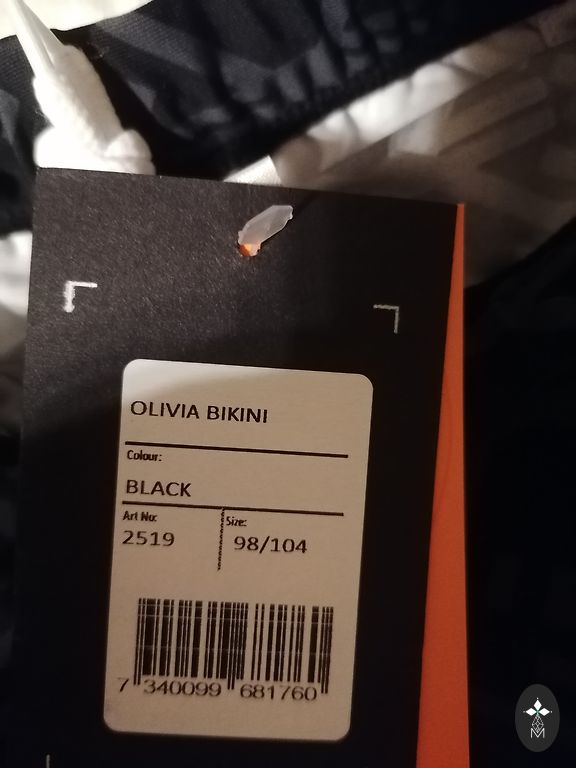 OLIVIA BIKINI
Colour:
BLACK
Art No: Size:
2519 98/104
7 340099 681760
M